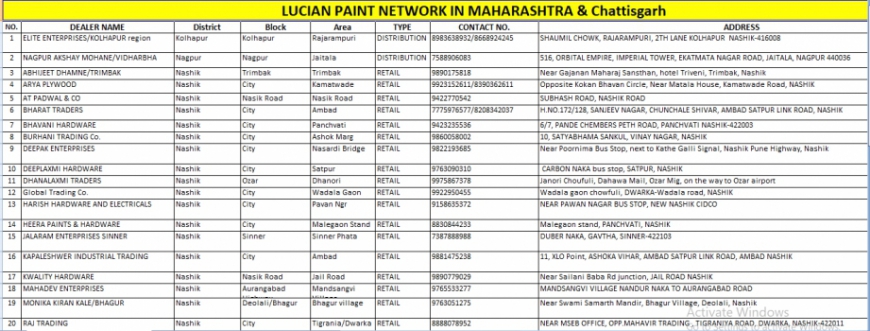 LUCIAN PAINT NETWORK IN MAHARASHTRA & Chattisgarh
NO. DEALER NAME District Block Area TYPE CONTACT NO. ADDRESS
1 ELITE ENTERPRISES/KOLHAPUR region Kolhapur Kolhapur Rajarampuri DISTRIBUTION 8983638932/8668924245 SHAUMIL CHOWK, RAJARAMPURI, 2TH LANE KOLHAPUR NASHIK-416008
2 NAGPUR AKSHAY MOHANE/VIDHARBHA Nagpur Nagpur Jaitala DISTRIBUTION 7588906083 516, ORBITAL EMPIRE, IMPERIAL TOWER, EKATMATA NAGAR ROAD, JAITALA, NAGPUR 440036
3 ABHIJEET DHAMNE/TRIMBAK Nashik Trimbak Trimbak RETAIL 9890175818 Near Gajanan Maharaj Sansthan, hotel Triveni, Trimbak, Nashik
4 ARYA PLYWOOD Nashik City Kamatwade RETAIL 9923152611/8390362611 Opposite Kokan Bhavan Circle, Near Matala House, Kamatwade Road, NASHIK
5 AT PADWAL & CO Nashik Nasik Road Nasik Road RETAIL 9422770542 SUBHASH ROAD, NASHIK ROAD
6 BHARAT TRADERS Nashik City Ambad RETAIL 7775976577/8208342037 H.NO.172/128, SANJEEV NAGAR, CHUNCHALE SHIVAR, AMBAD SATPUR LINK ROAD, NASHIK
7 BHAVANI HARDWARE Nashik City Panchvati RETAIL 9423235536 6/7, PANDE CHEMBERS PETH ROAD, PANCHVATI NASHIK-422003
8 BURHANI TRADING Co. Nashik City Ashok Marg RETAIL 9860058002 10, SATYABHAMA SANKUL, VINAY NAGAR, NASHIK
9 DEEPAK ENTERPRISES Nashik City Nasardi Bridge RETAIL 9822193685 Near Poornima Bus Stop, next to Kathe Galli Signal, Nashik Pune Highway, Nashik
10 DEEPLAXMI HARDWARE Nashik City Satpur RETAIL 9763090310 CARBON NAKA bus stop, SATPUR, NASHIK
11 DHANALAXMI TRADERS Nashik Ozar Dhanori RETAIL 9975867378 Janori Choufuli, Dahawa Mail, Ozar Mig, on the way to Ozar airport
12 Global Trading Co. Nashik City Wadala Gaon RETAIL 9922950455 Wadala gaon chowfuli, DWARKA-Wadala road, NASHIK
13 HARISH HARDWARE AND ELECTRICALS Nashik City Pavan Ngr RETAIL 9158635372 NEAR PAWAN NAGAR BUS STOP, NEW NASHIK CIDCO
14 HEERA PAINTS & HARDWARE Nashik City Malegaon Stand RETAIL 8830844233 Malegaon stand, PANCHVATI, NASHIK
15 JALARAM ENTERPRISES SINNER Nashik Sinner Sinner Phata RETAIL 7387888988 DUBER NAKA, GAVTHA, SINNER-422103
16 KAPALESHWER INDUSTRIAL TRADING Nashik City Ambad RETAIL 9881475238 11, XLO Point, ASHOKA VIHAR, AMBAD SATPUR LINK ROAD, AMBAD NASHIK
17 KWALITY HARDWARE Nashik Nasik Road Jail Road RETAIL 9890779029 Near Sailani Baba Rd junction, JAIL ROAD NASHIK
18 MAHADEV ENTERPRISES Nashik Aurangabad Mandsangvi RETAIL 9765533277 MANDSANGVI VILLAGE NANDUR NAKA TO AURANGABAD ROAD
19 MONIKA KIRAN KALE/BHAGUR Nashik Deolali/Bhagur Bhagur village RETAIL 9763051275 Near Swami Samarth Mandir, Bhagur Village, Deolali, Nashik
20 RAJ TRADING Nashik City Tigrania/Dwarka RETAIL 8888078952 NEAR MSEB OFFICE, OPP.MAHAVIR TRADING , TIGRANIYA ROAD, DWARKA, NASHIK-422011
Activate Windows